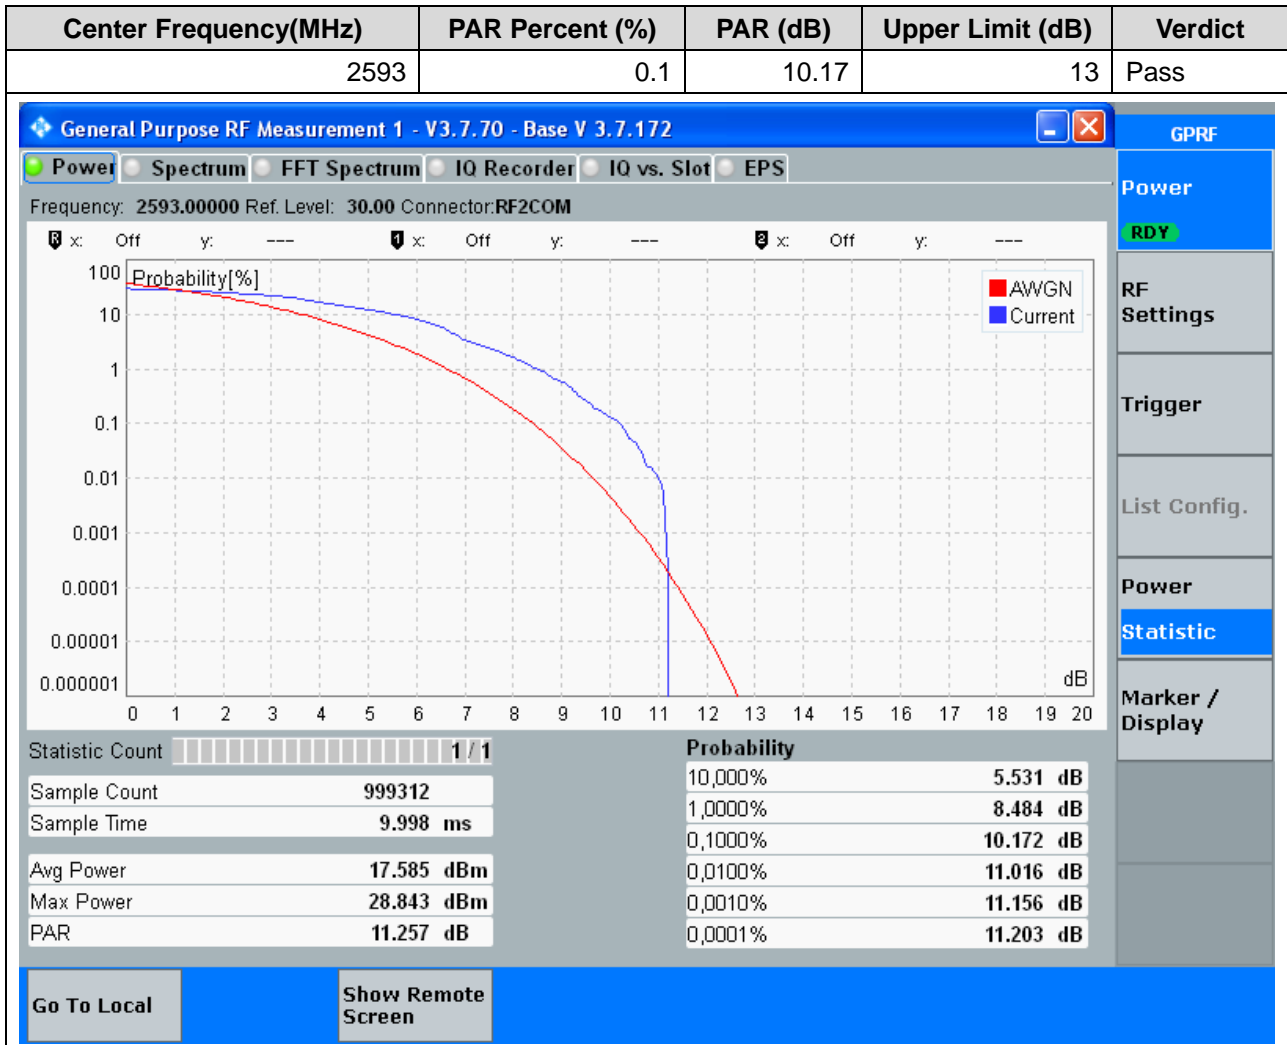 Center Frequency(MHz) PAR Percent (%) PAR (dB) Upper Limit (dB) Verdict
2593 0.1 10.17 13 Pass
General Purpose RF Measurement 1 - V3.7.70 - Base V 3.7.172
GPRF
Power Spectrum FFT Spectrum IQ Recorder IQ vs. Slot EPS
Power
RDY
Frequency: 2593.00000 Ref. Level: 30.00 Connector:RF2COM
R x: Off y: --- 1 x: Off y: --- 2 x: Off y: ---
Probability[%]
AWGN
Current
100
10
1
0.1
0.01
0.001
0.0001
0.00001
0.000001
dB
0 1 2 3 4 5 6 7 8 9 10 11 12 13 14 15 16 17 18 19 20
RF
Settings
Trigger
List Config.
Power
Statistic
Marker /
Display
Statistic Count 1 / 1
Sample Count 999312
Sample Time 9.998 ms
Avg Power 17.585 dBm
Max Power 28.843 dBm
PAR 11.257 dB
Probability
10,000% 5.531 dB
1,0000% 8.484 dB
0,1000% 10.172 dB
0,0100% 11.016 dB
0,0010% 11.156 dB
0,0001% 11.203 dB
Go To Local
Show Remote
Screen